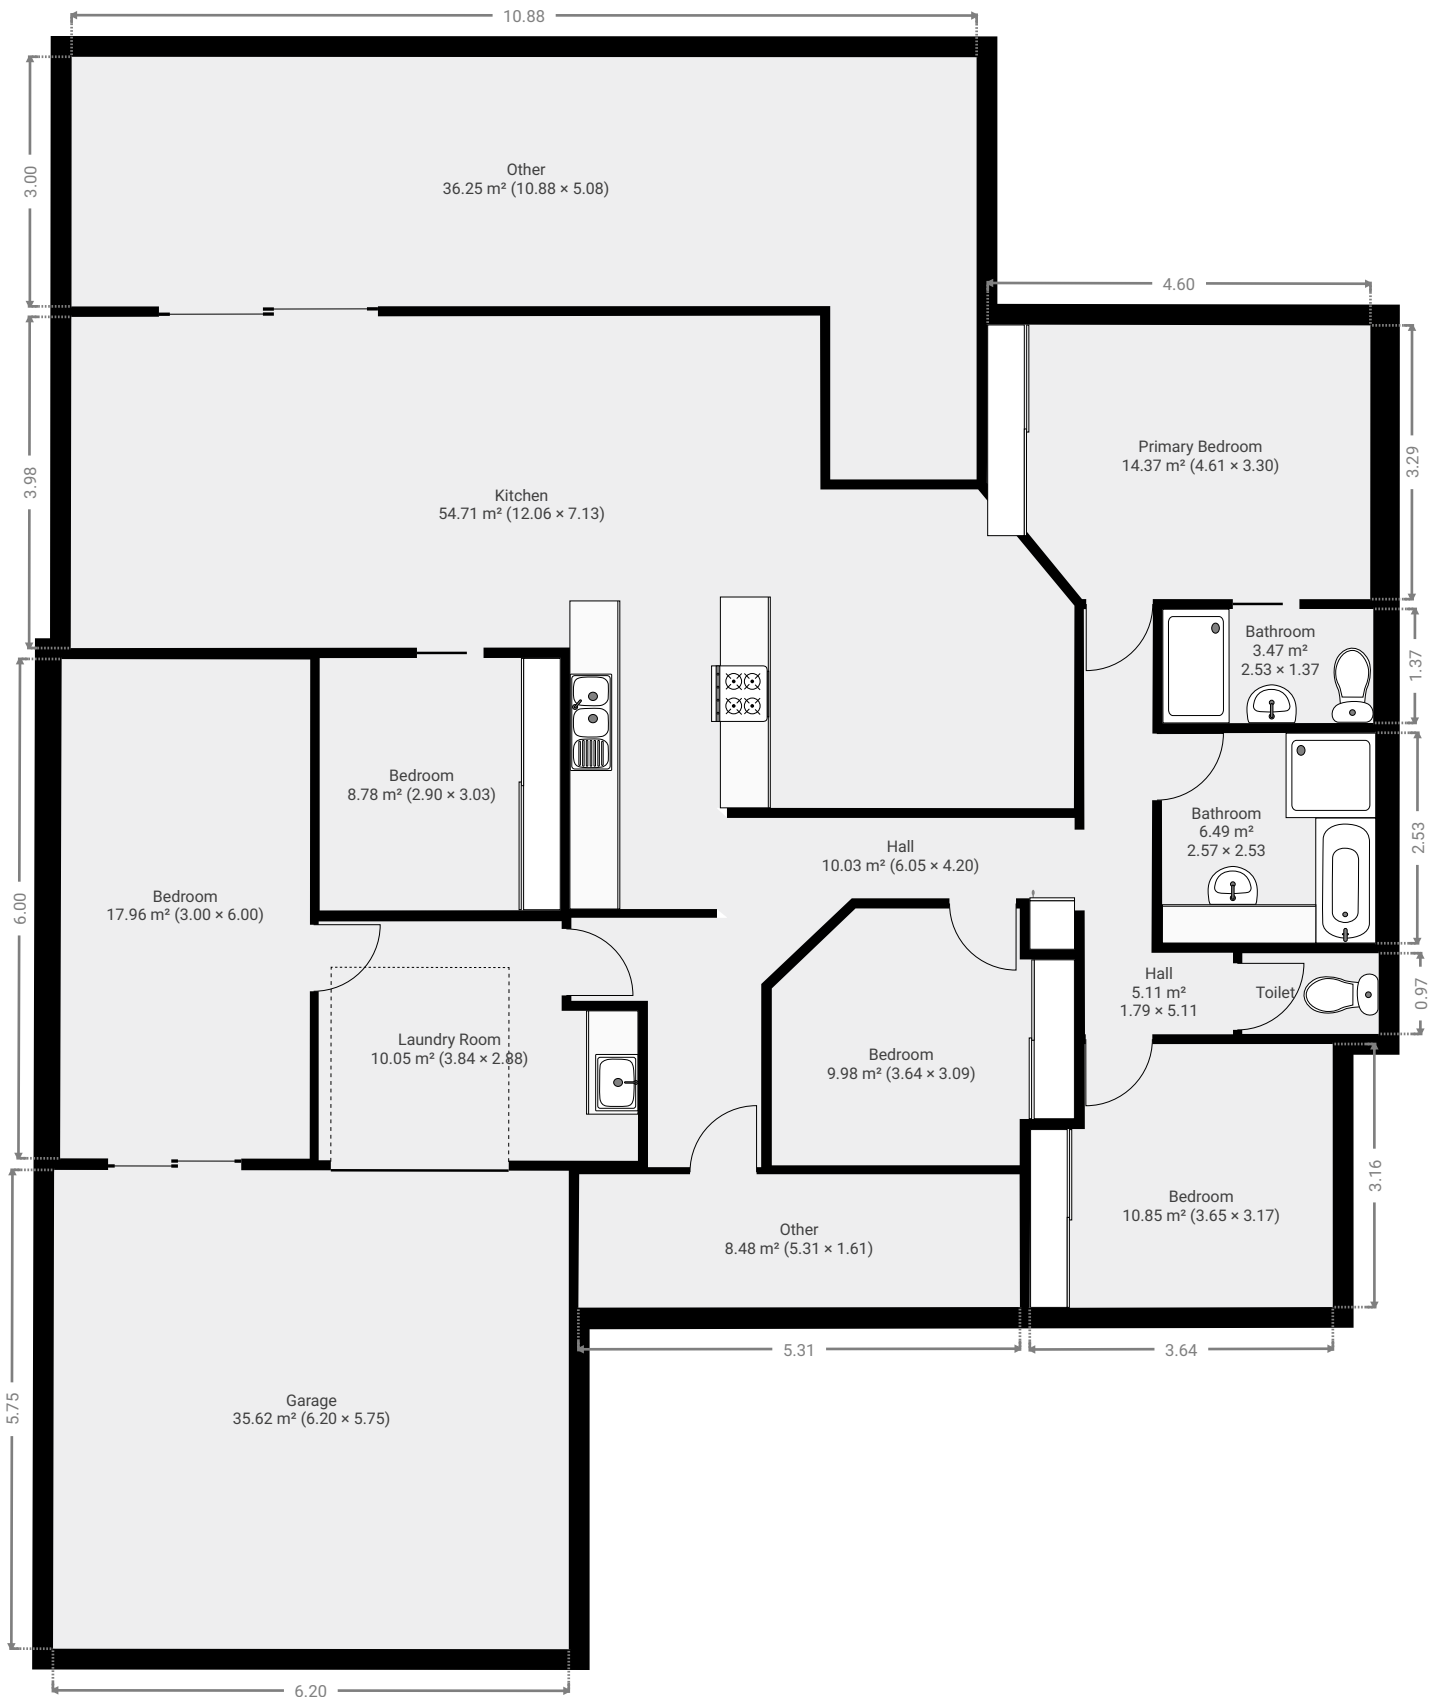 10.88
3.00
Other
36.25 m² (10.88 × 5.08)
4.60
3.98
Primary Bedroom
14.37 m² (4.61 × 3.30)
3.29
Kitchen
54.71 m² (12.06 × 7.13)
Bathroom
3.47 m²
2.53 × 1.37
1.37
Bedroom
8.78 m² (2.90 × 3.03)
Bathroom
6.49 m²
2.57 × 2.53
2.53
Hall
10.03 m² (6.05 × 4.20)
6.00
Bedroom
17.96 m² (3.00 × 6.00)
Hall
5.11 m²
1.79 × 5.11
Toilet
0.97
Laundry Room
10.05 m² (3.84 × 2.88)
Bedroom
9.98 m² (3.64 × 3.09)
3.16
Bedroom
10.85 m² (3.65 × 3.17)
Other
8.48 m² (5.31 × 1.61)
5.31
3.64
5.75
Garage
35.62 m² (6.20 × 5.75)
6.20